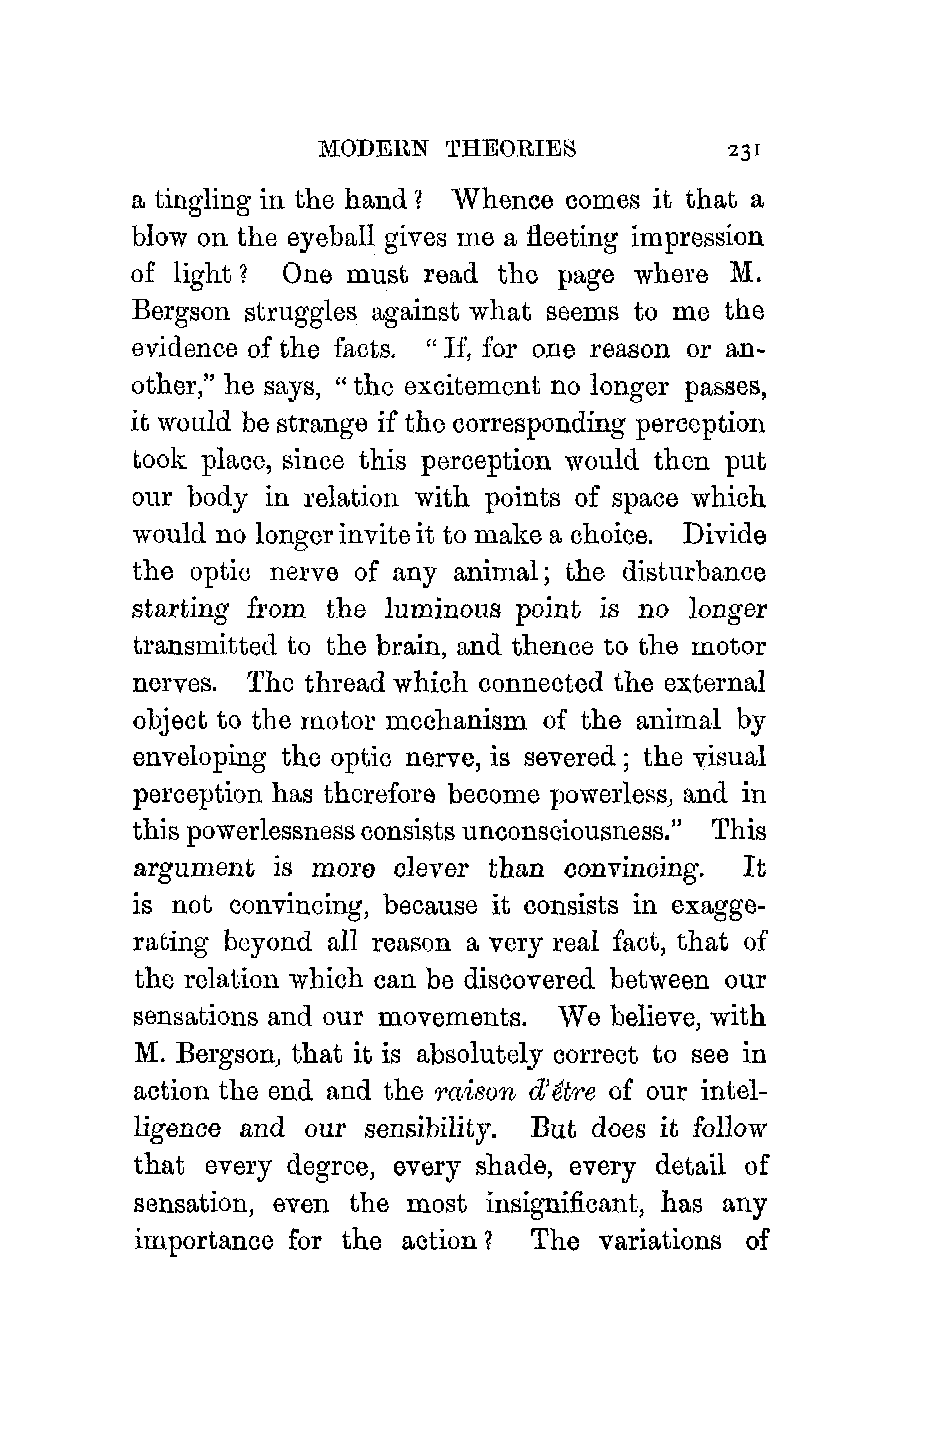 MODERN THEORIES 231
a tingling in the hand? Whence comes it that a
blow on the eyeball gives me a fleeting impression
of light? One must read the page where M.
Bergson struggles against what seems to me the
evidence of the facts. "If, for one reason or an-
other," he says, "the excitement no longer passes,
it would be strange if the corresponding perception
took place, since this perception would then put
our body in relation with points of space which
would no longer invite it to make a choice. Divide
the optic nerve of any animal; the disturbance
starting from the luminous point is no longer
transmitted to the brain, and thence to the motor
nerves. The thread which connected the external
object to the motor mechanism of the animal by
enveloping the optic nerve, is severed; the visual
perception has therefore become powerless, and in
this powerlessness consists unconsciousness." This
argument is more clever than convincing. It
is not convincing, because it consists in exagge-
rating beyond all reason a very real fact, that of
the relation which can be discovered between our
sensations and our movements. We believe, with
M. Bergson, that it is absolutely correct to see in
action the end and the raison d'être of our intel-
ligence and our sensibility. But does it follow
that every degree, every shade, every detail of
sensation, even the most insignificant, has any
importance for the action? The variations of